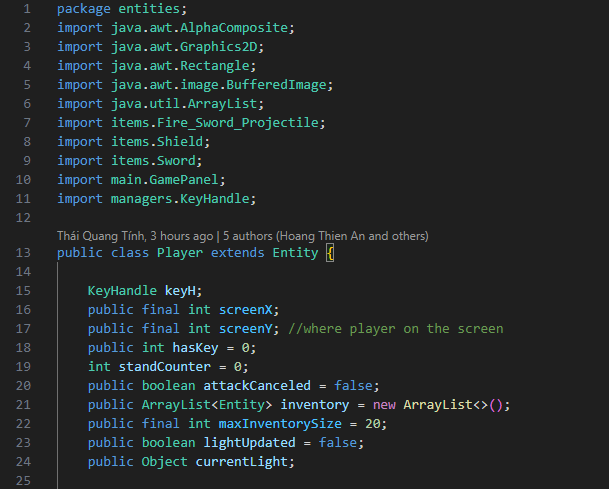 1 package entities;
2 import java.awt.AlphaComposite;
3 import java.awt.Graphics2D;
4 import java.awt.Rectangle;
5 import java.awt.image.BufferedImage;
6 import java.util.ArrayList;
7 import items.Fire_Sword_Projectile;
8 import items.Shield;
9 import items.Sword;
10 import main.GamePanel;
11 import managers.KeyHandle;
12
Thái Quang Tính, 3 hours ago | 5 authors (Hoang Thien An and others)
13 public class Player extends Entity {
14
15 KeyHandle keyH;
16 public final int screenX;
17 public final int screenY; //where player on the screen
18 public int hasKey = 0;
19 int standCounter = 0;
20 public boolean attackCanceled = false;
21 public ArrayList<Entity> inventory = new ArrayList<>();
22 public final int maxInventorySize = 20;
23 public boolean lightUpdated = false;
24 public Object currentLight;
25